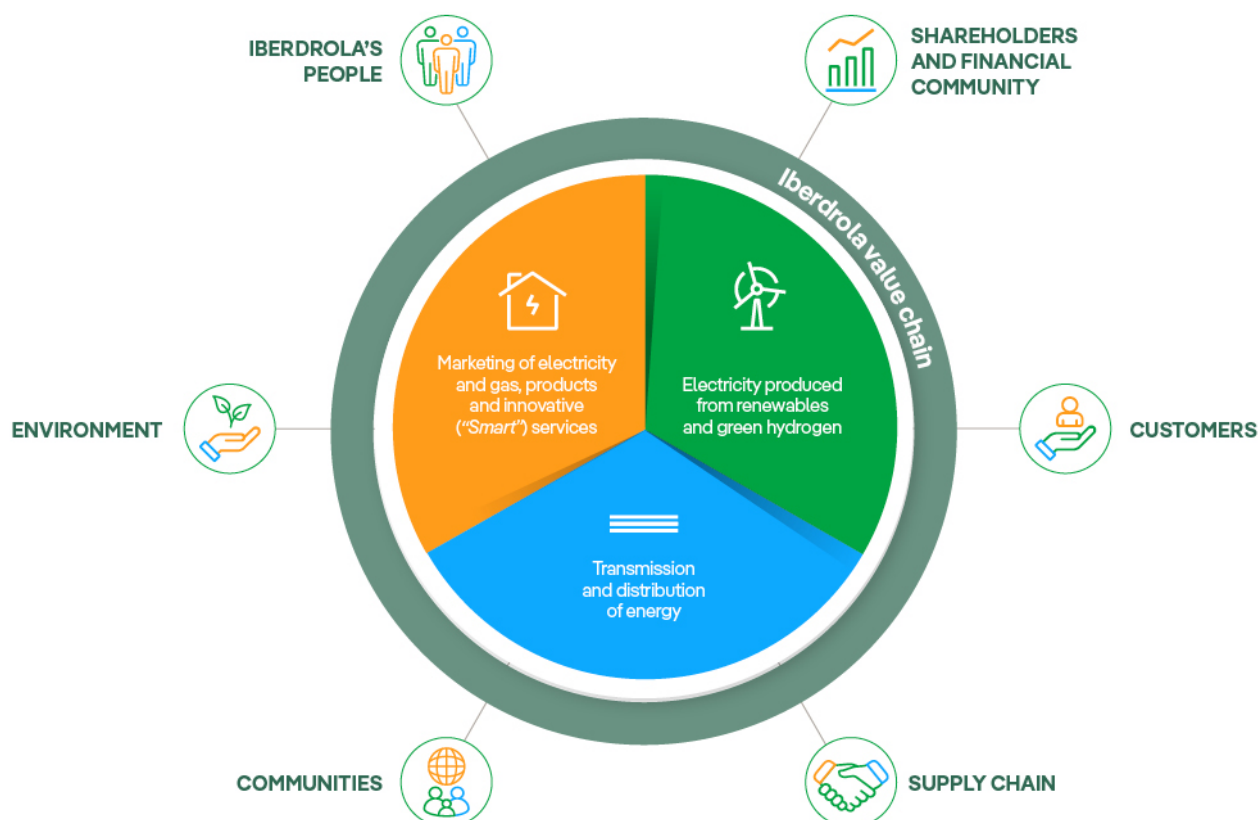 IBERDROLA'S
PEOPLE
SHAREHOLDERS
AND FINANCIAL
COMMUNITY
Iberdrola value chain
Marketing of electricity
and gas, products
and innovative
(“Smart”) services
Electricity produced
from renewables
and green hydrogen
ENVIRONMENT
CUSTOMERS
Transmission
and distribution
of energy
COMMUNITIES
SUPPLY CHAIN